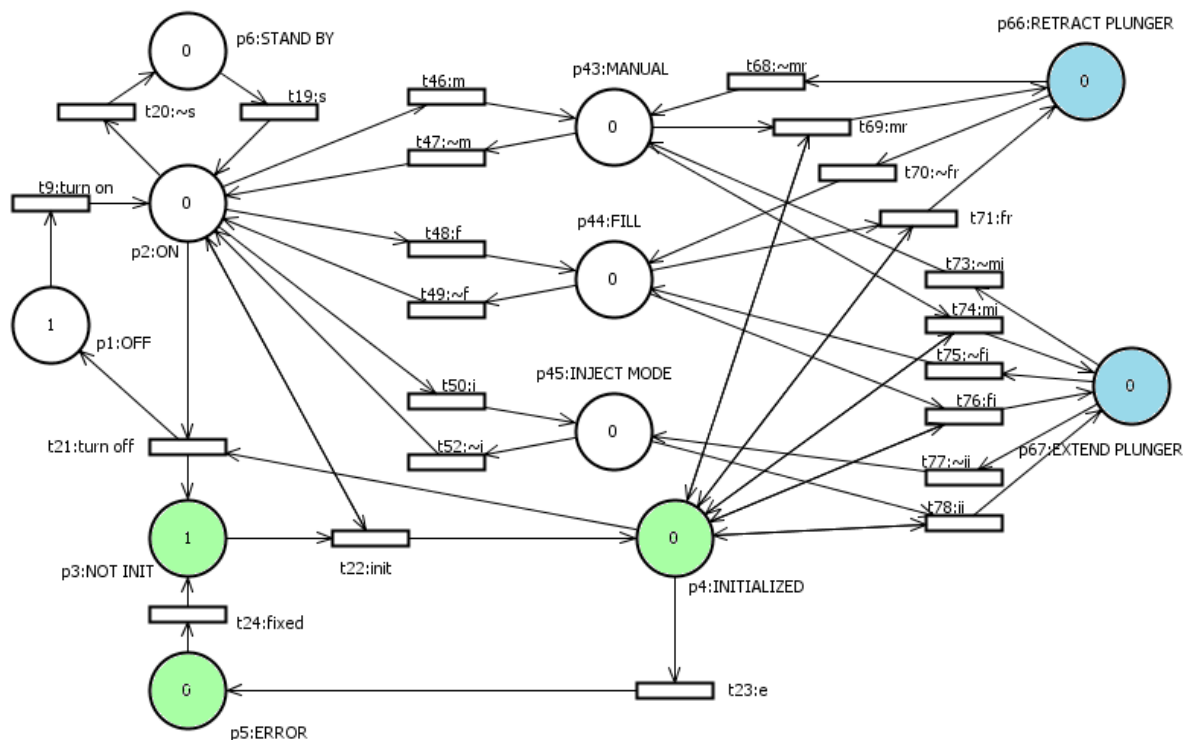 p6:STAND BY
0
t20:~s
t19:s
t9:turn on
0
p2:ON
1
p1:OFF
t21:turn off
1
p3:NOT INIT
t24:fixed
0
p5:ERROR
t46:m
t47:~m
t48:f
t49:~f
t50:i
t52:~i
t22:init
p43:MANUAL
0
p44:FILL
0
p45:INJECT MODE
0
0
p4:INITIALIZED
t23:e
p66:RETRACT PLUNGER
0
t68:~mr
t69:mr
t70:~fr
t71:fr
t73:~mi
t74:mi
t75:~fi
t76:fi
0
p67:EXTEND PLUNGER
t77:~ii
t78:ii